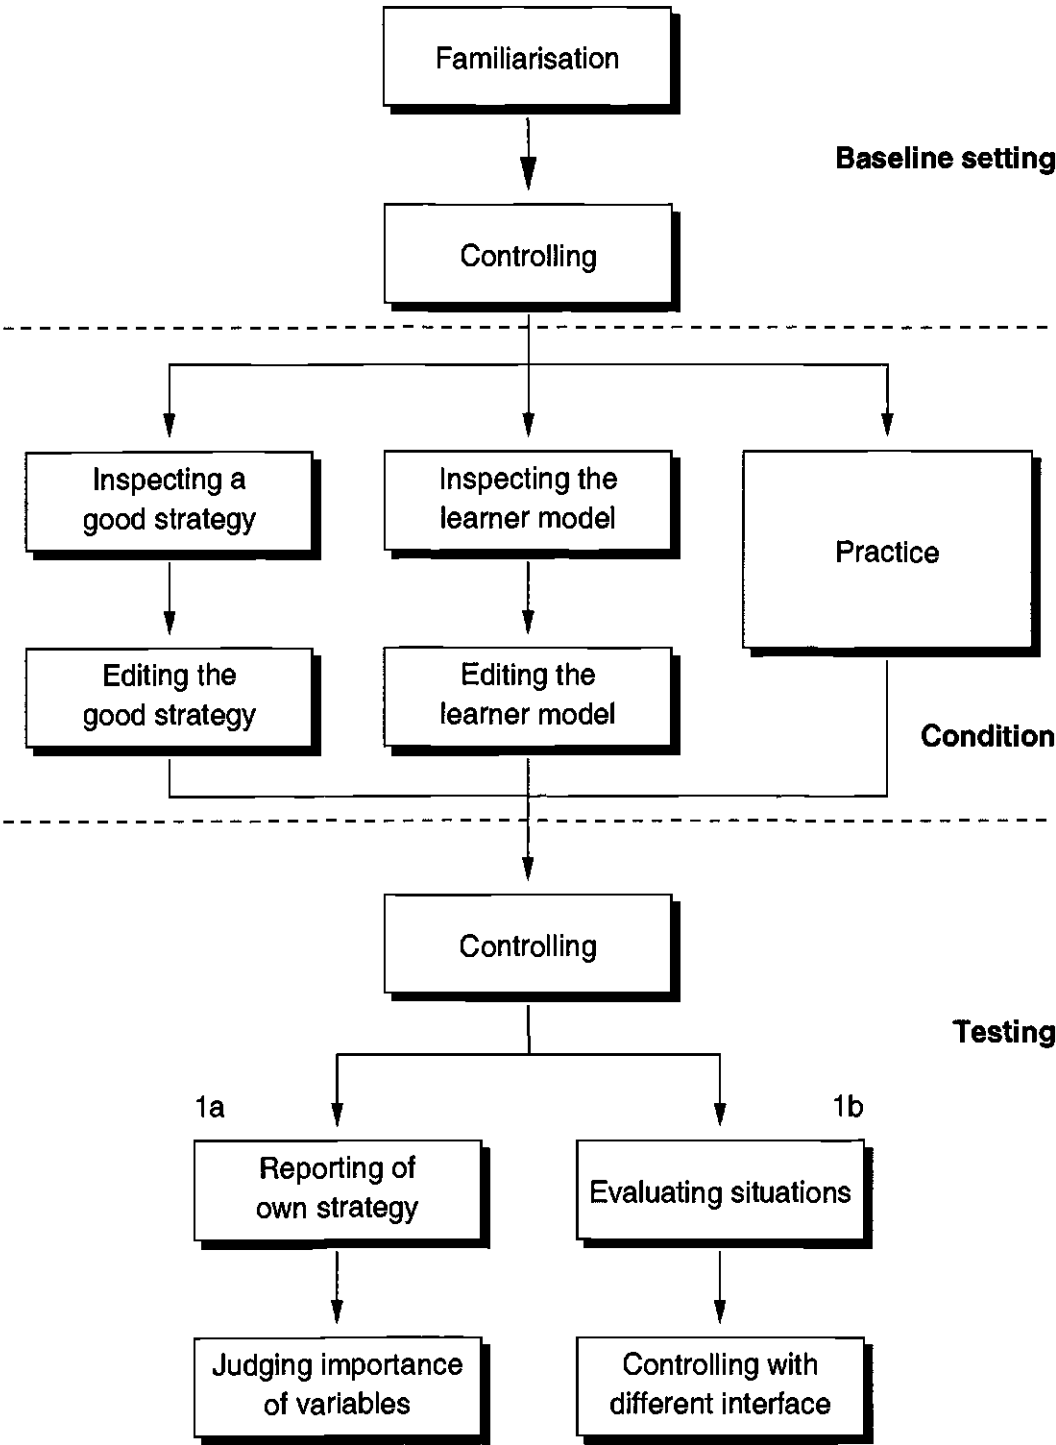 Familiarisation
Baseline setting
Controlling
Inspecting a
good strategy
Inspecting the
learner model
Practice
Editing the
good strategy
Editing the
learner model
Condition
Controlling
Testing
1a
1b
Reporting of
own strategy
Evaluating situations
Judging importance
of variables
Controlling with
different interface